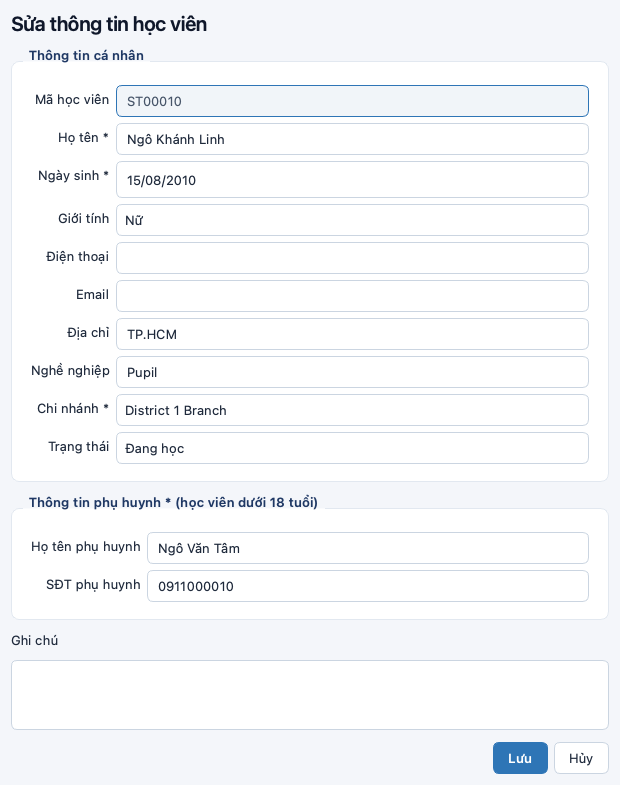 Sửa thông tin học viên
Thông tin cá nhân
Mã học viên ST00010
Họ tên * Ngô Khánh Linh
Ngày sinh * 15/08/2010
Giới tính Nữ
Điện thoại
Email
Địa chỉ TP.HCM
Nghề nghiệp Pupil
Chi nhánh * District 1 Branch
Trạng thái Đang học
Thông tin phụ huynh * (học viên dưới 18 tuổi)
Họ tên phụ huynh Ngô Văn Tâm
SĐT phụ huynh 0911000010
Ghi chú
Lưu Hủy